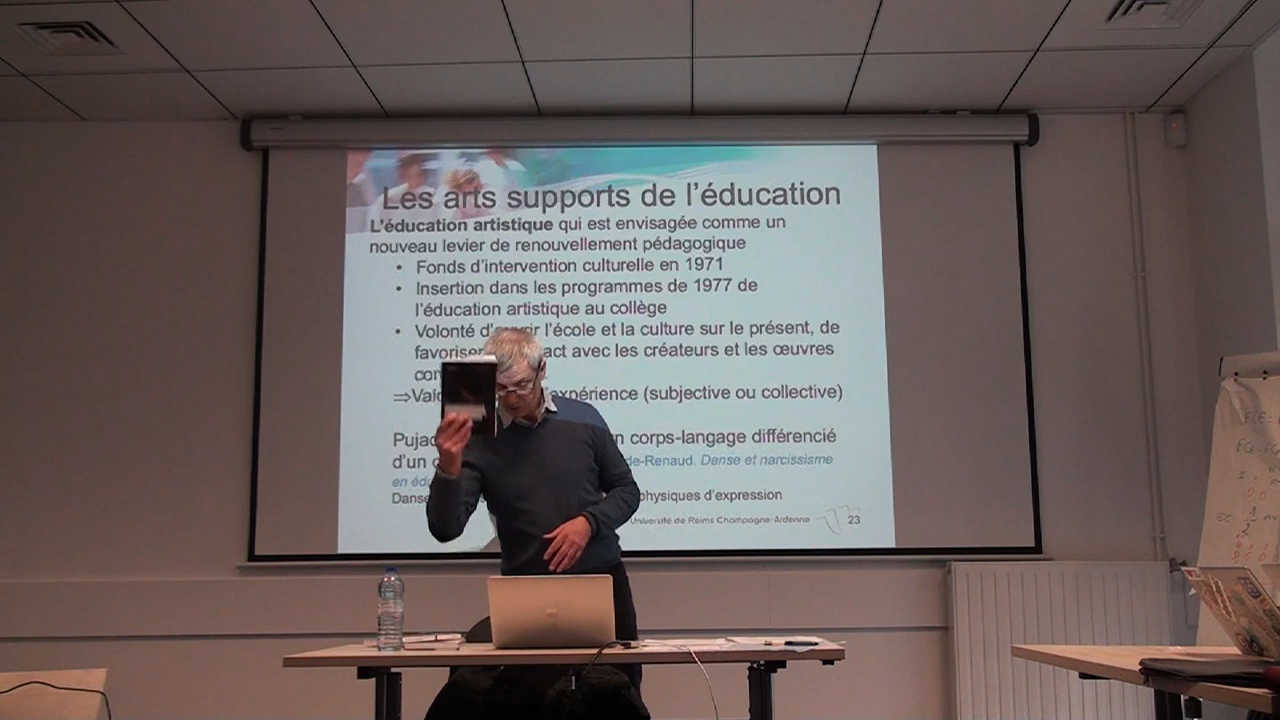 Les arts supports de l'éducation
L'éducation artistique qui est envisagée comme un
nouveau levier de renouvellement pédagogique
• Fonds d'intervention culturelle en 1971
• Insertion dans les programmes de 1977 de
l'éducation artistique au collège
• Volonté d'ouvrir l'école et la culture sur le présent, de
favoriser act avec les créateurs et les œuvres
⇒ expérience (subjective ou collective)
corps-langage différencié
d'un de-Renaud. Danse et narcissisme
en
Danse physiques d'expression
Université de Reims Champagne-Ardenne 23